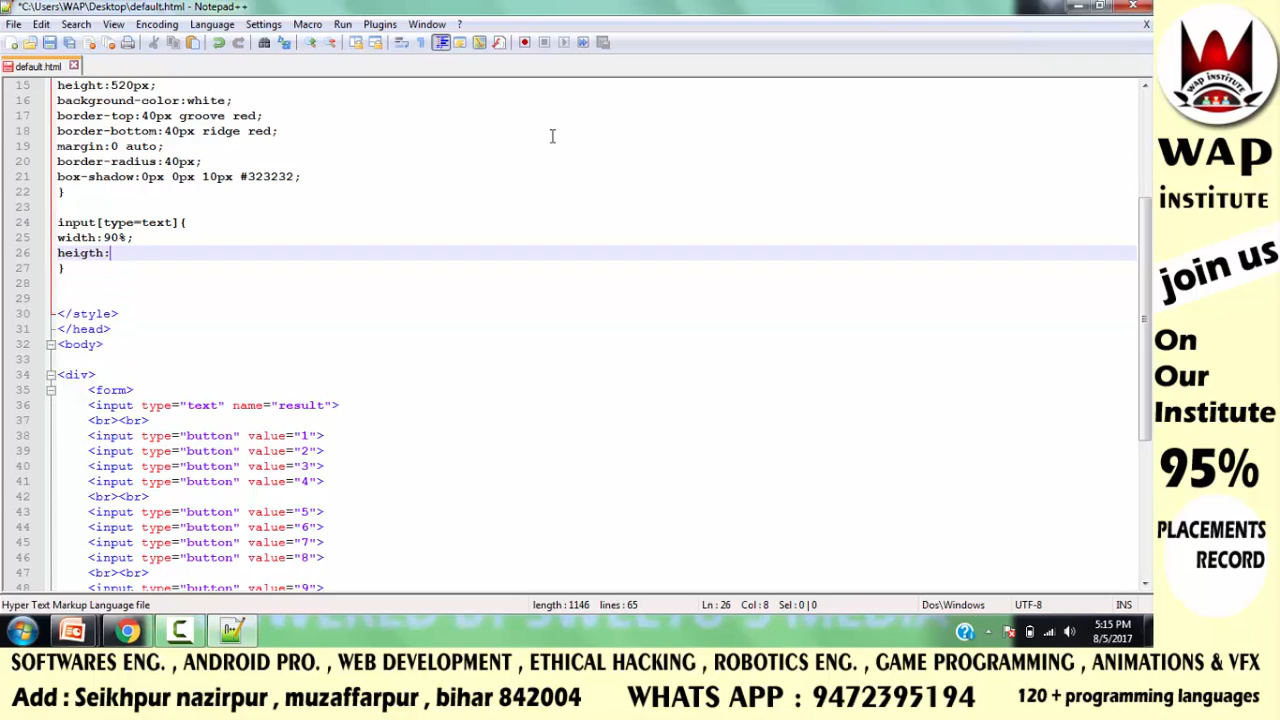 *C:\Users\WAP\Desktop\default.html - Notepad++
File Edit Search View Encoding Language Settings Macro Run Plugins Window ? X
default.html
15 height:520px;
16 background-color:white;
17 border-top:40px groove red;
18 border-bottom:40px ridge red;
19 margin:0 auto;
20 border-radius:40px;
21 box-shadow:0px 0px 10px #323232;
22 }
23
24 input[type=text]{
25 width:90%;
26 heigth:
27 }
28
29
30 </style>
31 </head>
32 <body>
33
34 <div>
35 <form>
36 <input type="text" name="result">
37 <br><br>
38 <input type="button" value="1">
39 <input type="button" value="2">
40 <input type="button" value="3">
41 <input type="button" value="4">
42 <br><br>
43 <input type="button" value="5">
44 <input type="button" value="6">
45 <input type="button" value="7">
46 <input type="button" value="8">
47 <br><br>
48 <input type="button" value="9">
Hyper Text Markup Language file length : 1146 lines : 65 Ln : 26 Col : 8 Sel : 0 | 0 Dos\Windows UTF-8 INS
5:15 PM
8/5/2017
WAP INSTITUTE
WAP
INSTITUTE
join us
On
Our
Institute
95%
PLACEMENTS
RECORD
SOFTWARES ENG. , ANDROID PRO. , WEB DEVELOPMENT , ETHICAL HACKING , ROBOTICS ENG. , GAME PROGRAMMING , ANIMATIONS & VFX
Add : Seikhpur nazirpur , muzaffarpur , bihar 842004 WHATS APP : 9472395194 120 + programming languages